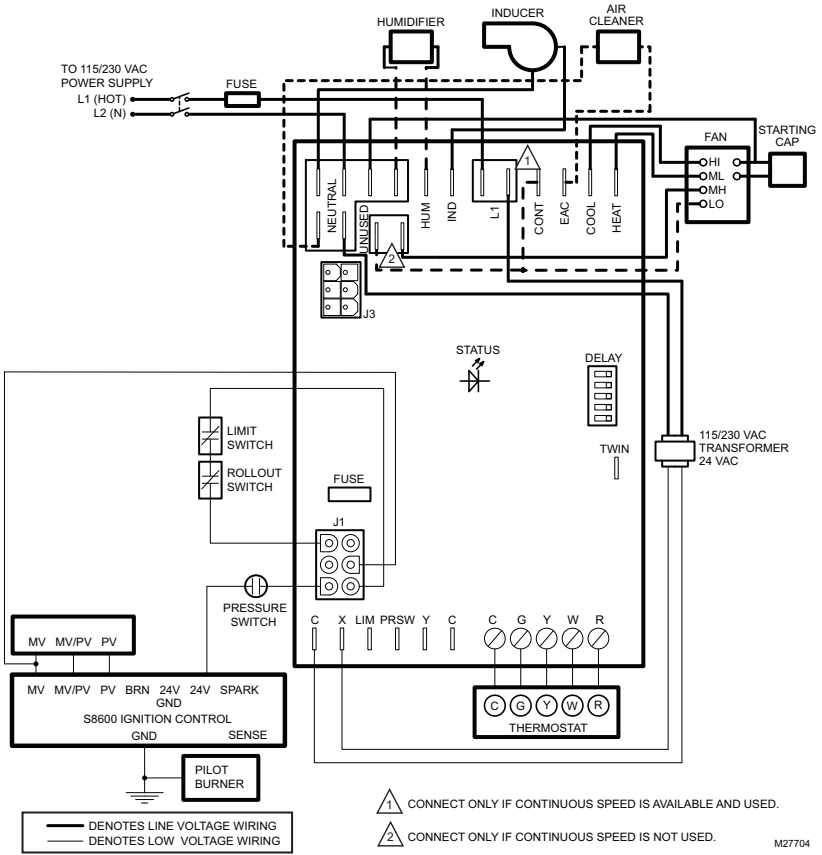 HUMIDIFIER
INDUCER
AIR
CLEANER
TO 115/230 VAC
POWER SUPPLY
L1 (HOT)
L2 (N)
FUSE
FAN
HI
ML
MH
LO
STARTING
CAP
NEUTRAL
UNUSED
HUM
IND
L1
1
CONT
EAC
COOL
HEAT
2
J3
STATUS
DELAY
TWIN
115/230 VAC
TRANSFORMER
24 VAC
LIMIT
SWITCH
ROLLOUT
SWITCH
FUSE
J1
PRESSURE
SWITCH
C X LIM PRSW Y C
C G Y W R
C G Y W R
THERMOSTAT
MV MV/PV PV
MV MV/PV PV BRN 24V 24V SPARK
GND
S8600 IGNITION CONTROL
GND SENSE
PILOT
BURNER
DENOTES LINE VOLTAGE WIRING
DENOTES LOW VOLTAGE WIRING
1 CONNECT ONLY IF CONTINUOUS SPEED IS AVAILABLE AND USED.
2 CONNECT ONLY IF CONTINUOUS SPEED IS NOT USED.
M27704